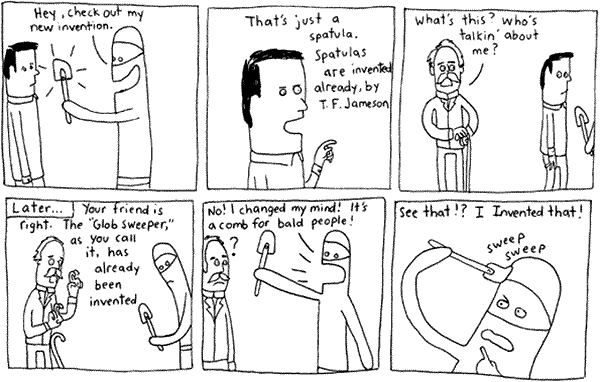 Hey, check out my
new invention.
That's just a
spatula.
Spatulas
are invented
already, by
T. F. Jameson
What's this? Who's
talkin' about
me?
Later... Your friend is
right. The "Glob Sweeper,"
as you call
it, has
already
been
invented
No! I changed my mind! It's
a comb for bald people!
?
See that!? I Invented that!
sweep
sweep